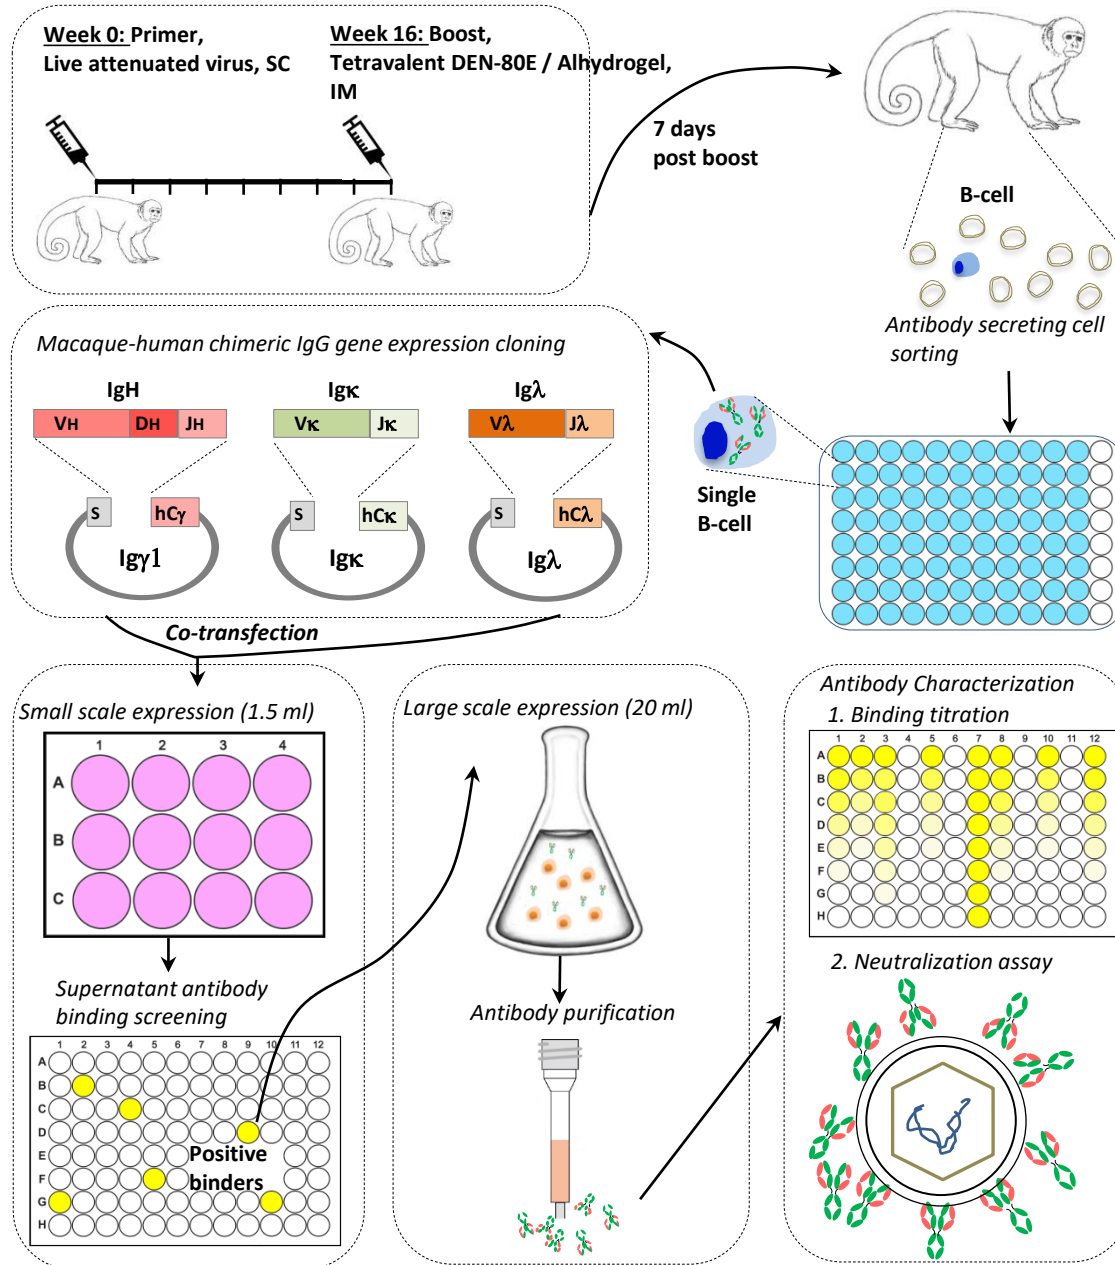 Week 0: Primer,
Live attenuated virus, SC
Week 16: Boost,
Tetravalent DEN-80E / Alhydrogel,
IM
7 days
post boost
B-cell
Antibody secreting cell
sorting
Macaque-human chimeric IgG gene expression cloning
IgH
Igκ
Igλ
VH
DH
JH
Vκ
Jκ
Vλ
Jλ
S
hCγ
S
hCκ
S
hCλ
Igγ1
Igκ
Igλ
Single
B-cell
Co-transfection
Small scale expression (1.5 ml)
1 2 3 4
A
B
C
Supernatant antibody
binding screening
1 2 3 4 5 6 7 8 9 10 11 12
A
B
C
D
E
F
G
H
Positive
binders
Large scale expression (20 ml)
Antibody purification
Antibody Characterization
1. Binding titration
1 2 3 4 5 6 7 8 9 10 11 12
A
B
C
D
E
F
G
H
2. Neutralization assay